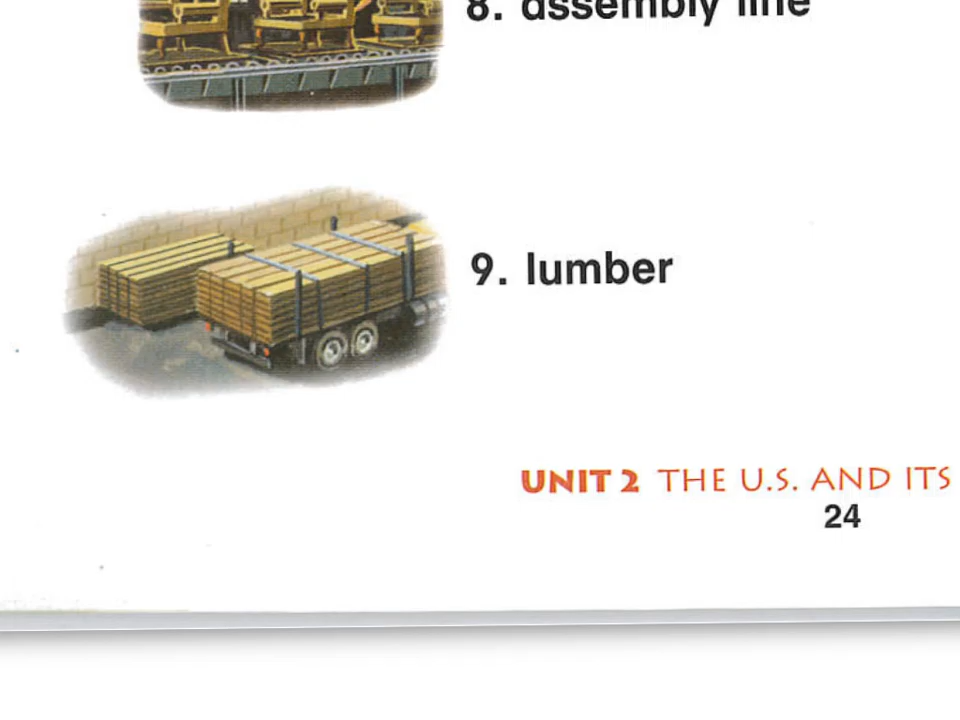 8. assembly line
9. lumber
UNIT 2 THE U.S. AND ITS
24